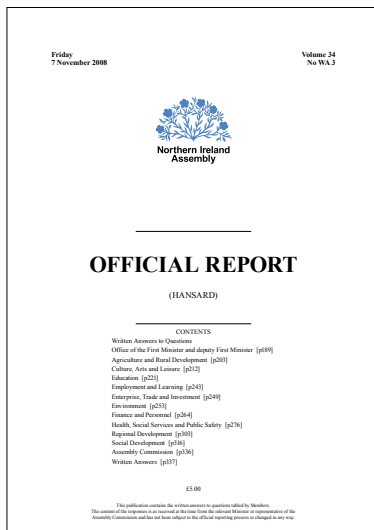 Friday
7 November 2008
Volume 34
No WA 3
Northern Ireland
Assembly
OFFICIAL REPORT
(HANSARD)
CONTENTS
Written Answers to Questions
Office of the First Minister and deputy First Minister [p189]
Agriculture and Rural Development [p203]
Culture, Arts and Leisure [p212]
Education [p221]
Employment and Learning [p243]
Enterprise, Trade and Investment [p249]
Environment [p253]
Finance and Personnel [p264]
Health, Social Services and Public Safety [p276]
Regional Development [p303]
Social Development [p316]
Assembly Commission [p336]
Written Answers [p337]
£5.00
This publication contains the written answers to questions tabled by Members.
The content of the responses is as received at the time from the relevant Minister or representative of the
Assembly Commission and has not been subject to the official reporting process or changed in any way.